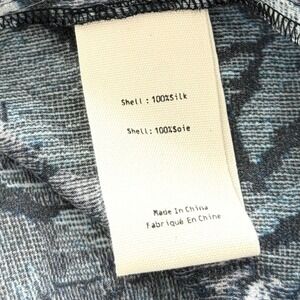 Shell : 100%Silk
Shell: 100%Soie
Made In China
Fabriqué En Chine